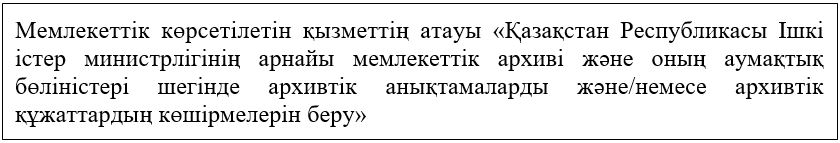 Мемлекеттік көрсетілетін қызметтің атауы «Қазақстан Республикасы Ішкі
істер министрлігінің арнайы мемлекеттік архиві және оның аумақтық
бөліністері шегінде архивтік анықтамаларды және/немесе архивтік
құжаттардың көшірмелерін беру»